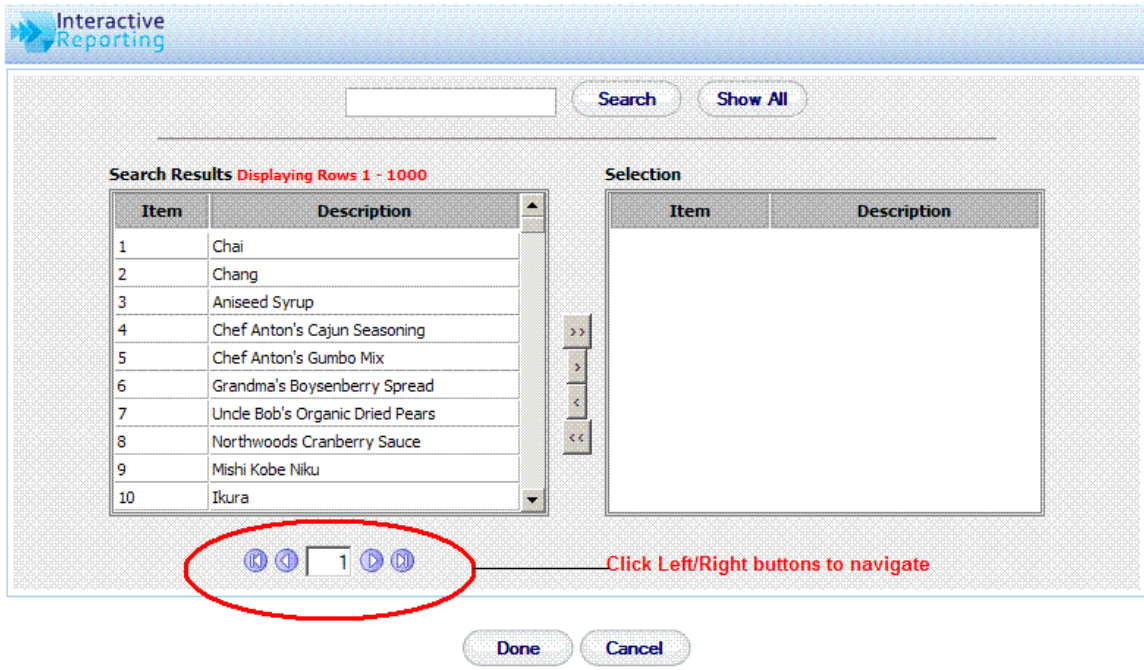 Interactive
Reporting
Search Show All
Search Results Displaying Rows 1 - 1000
Selection
Item Description
Item Description
1 Chai
2 Chang
3 Aniseed Syrup
4 Chef Anton's Cajun Seasoning
5 Chef Anton's Gumbo Mix
6 Grandma's Boysenberry Spread
7 Uncle Bob's Organic Dried Pears
8 Northwoods Cranberry Sauce
9 Mishi Kobe Niku
10 Ikura
>>
>
<
<<
1
Click Left/Right buttons to navigate
Done Cancel